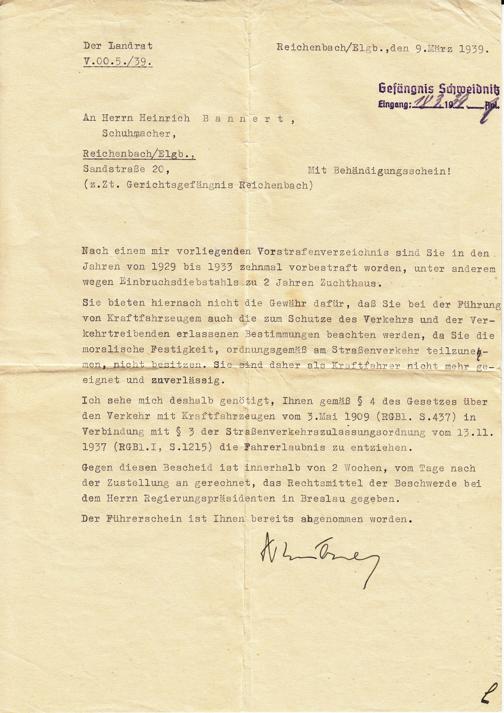 Der Landrat
V.00.5./39.
Reichenbach/Elgb.,den 9.März 1939.
Gefängnis Schweidnitz
Eingang:
An Herrn Heinrich B a n n e r t ,
Schuhmacher,
Reichenbach/Elgb.,
Sandstraße 20,
Mit Behändigungsschein!
(z.Zt. Gerichtsgefängnis Reichenbach)
Nach einem mir vorliegenden Vorstrafenverzeichnis sind Sie in den
Jahren von 1929 bis 1933 zehnmal vorbestraft worden, unter anderem
wegen Einbruchsdiebstahls zu 2 Jahren Zuchthaus.
Sie bieten hiernach nicht die Gewähr dafür, daß Sie bei der Führung
von Kraftfahrzeugem auch die zum Schutze des Verkehrs und der Ver-
kehrtreibenden erlassenen Bestimmungen beachten werden, da Sie die
moralische Festigkeit, ordnungsgemäß am Straßenverkehr
men, nicht besitzen. Sie sind daher als Kraftfahrer nicht mehr ge-
eignet und zuverlässig.
Ich sehe mich deshalb genötigt, Ihnen gemäß § 4 des Gesetzes über
den Verkehr mit Kraftfahrzeugen vom 3.Mai 1909 (RGBl. S.437) in
Verbindung mit § 3 der Straßenverkehrszulassungsordnung vom 13.11.
1937 (RGBl.I, S.1215) die Fahrerlaubnis zu entziehen.
Gegen diesen Bescheid ist innerhalb von 2 Wochen, vom Tage nach
der Zustellung an gerechnet, das Rechtsmittel der Beschwerde bei
dem Herrn Regierungspräsidenten in Breslau gegeben.
Der Führerschein ist Ihnen bereits abgenommen worden.